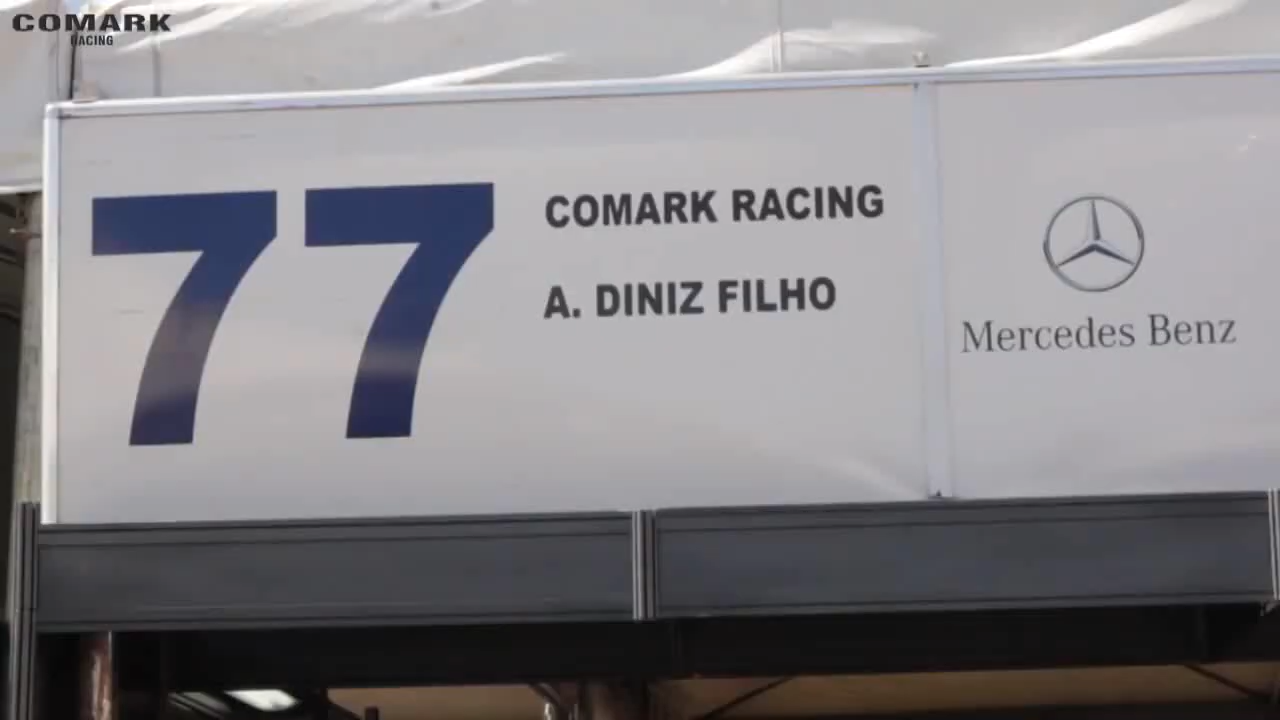 COMARK
RACING
77
COMARK RACING
A. DINIZ FILHO
Mercedes Benz